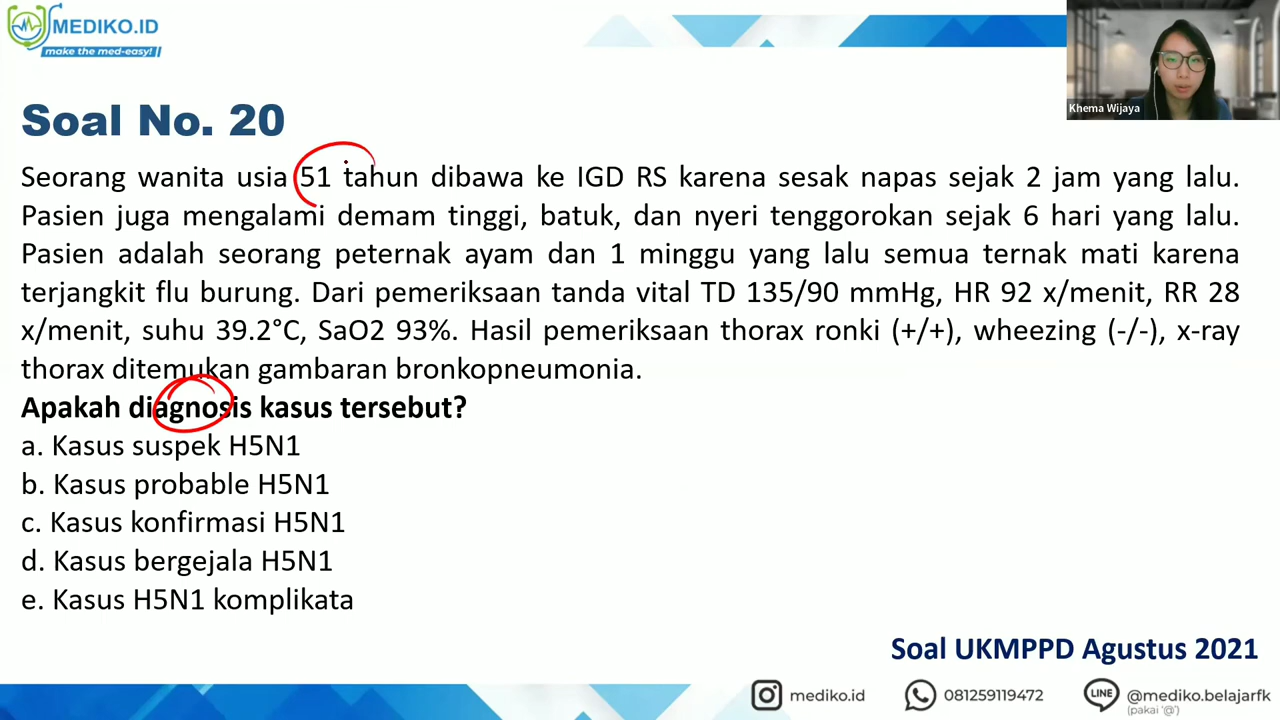 MEDIKO.ID
make the med-easy!
Khema Wijaya
Soal No. 20
Seorang wanita usia 51 tahun dibawa ke IGD RS karena sesak napas sejak 2 jam yang lalu.
Pasien juga mengalami demam tinggi, batuk, dan nyeri tenggorokan sejak 6 hari yang lalu.
Pasien adalah seorang peternak ayam dan 1 minggu yang lalu semua ternak mati karena
terjangkit flu burung. Dari pemeriksaan tanda vital TD 135/90 mmHg, HR 92 x/menit, RR 28
x/menit, suhu 39.2°C, SaO2 93%. Hasil pemeriksaan thorax ronki (+/+), wheezing (-/-), x-ray
thorax ditemukan gambaran bronkopneumonia.
Apakah diagnosis kasus tersebut?
a. Kasus suspek H5N1
b. Kasus probable H5N1
c. Kasus konfirmasi H5N1
d. Kasus bergejala H5N1
e. Kasus H5N1 komplikata
Soal UKMPPD Agustus 2021
mediko.id
081259119472
LINE
@mediko.belajarfk
(pakai '@')